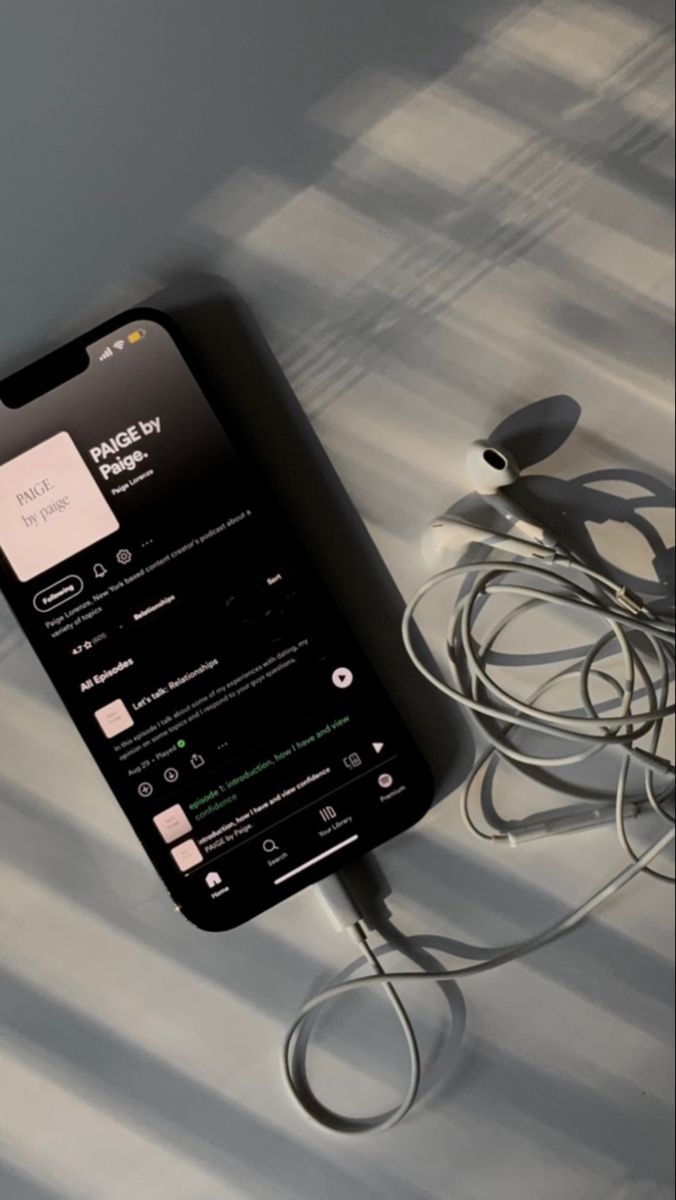 PAIGE by
Paige.
Paige Lorenze
PAIGE
by paige
Following
Paige Lorenze, New York based content creator's podcast about a
variety of topics
4.7
Relationships
Sort
All Episodes
Let's talk: Relationships
In this episode I talk about some of my experiences with dating, my
opinion on some topics and I respond to your guys questions.
Aug 29 • Played
episode 1: introduction, how I have and view
confidence
introduction, how I have and view confidence
PAIGE by Paige.
Home
Search
Your Library
Premium